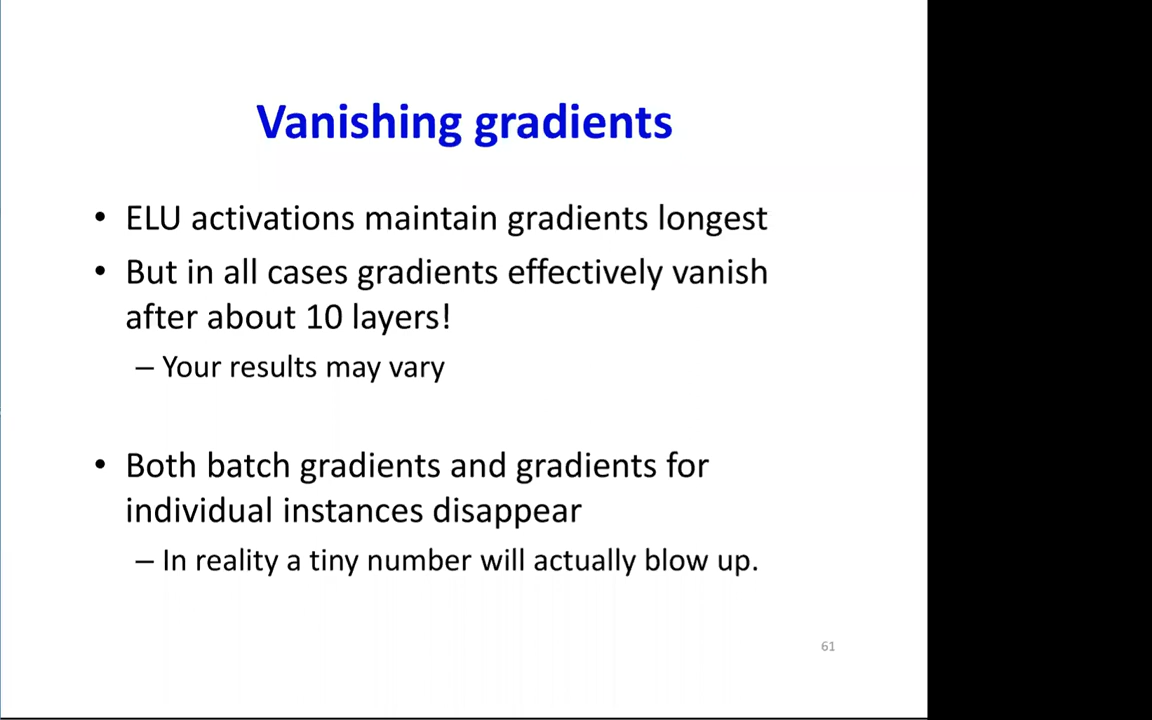 Vanishing gradients
• ELU activations maintain gradients longest
• But in all cases gradients effectively vanish
after about 10 layers!
– Your results may vary
• Both batch gradients and gradients for
individual instances disappear
– In reality a tiny number will actually blow up.
61